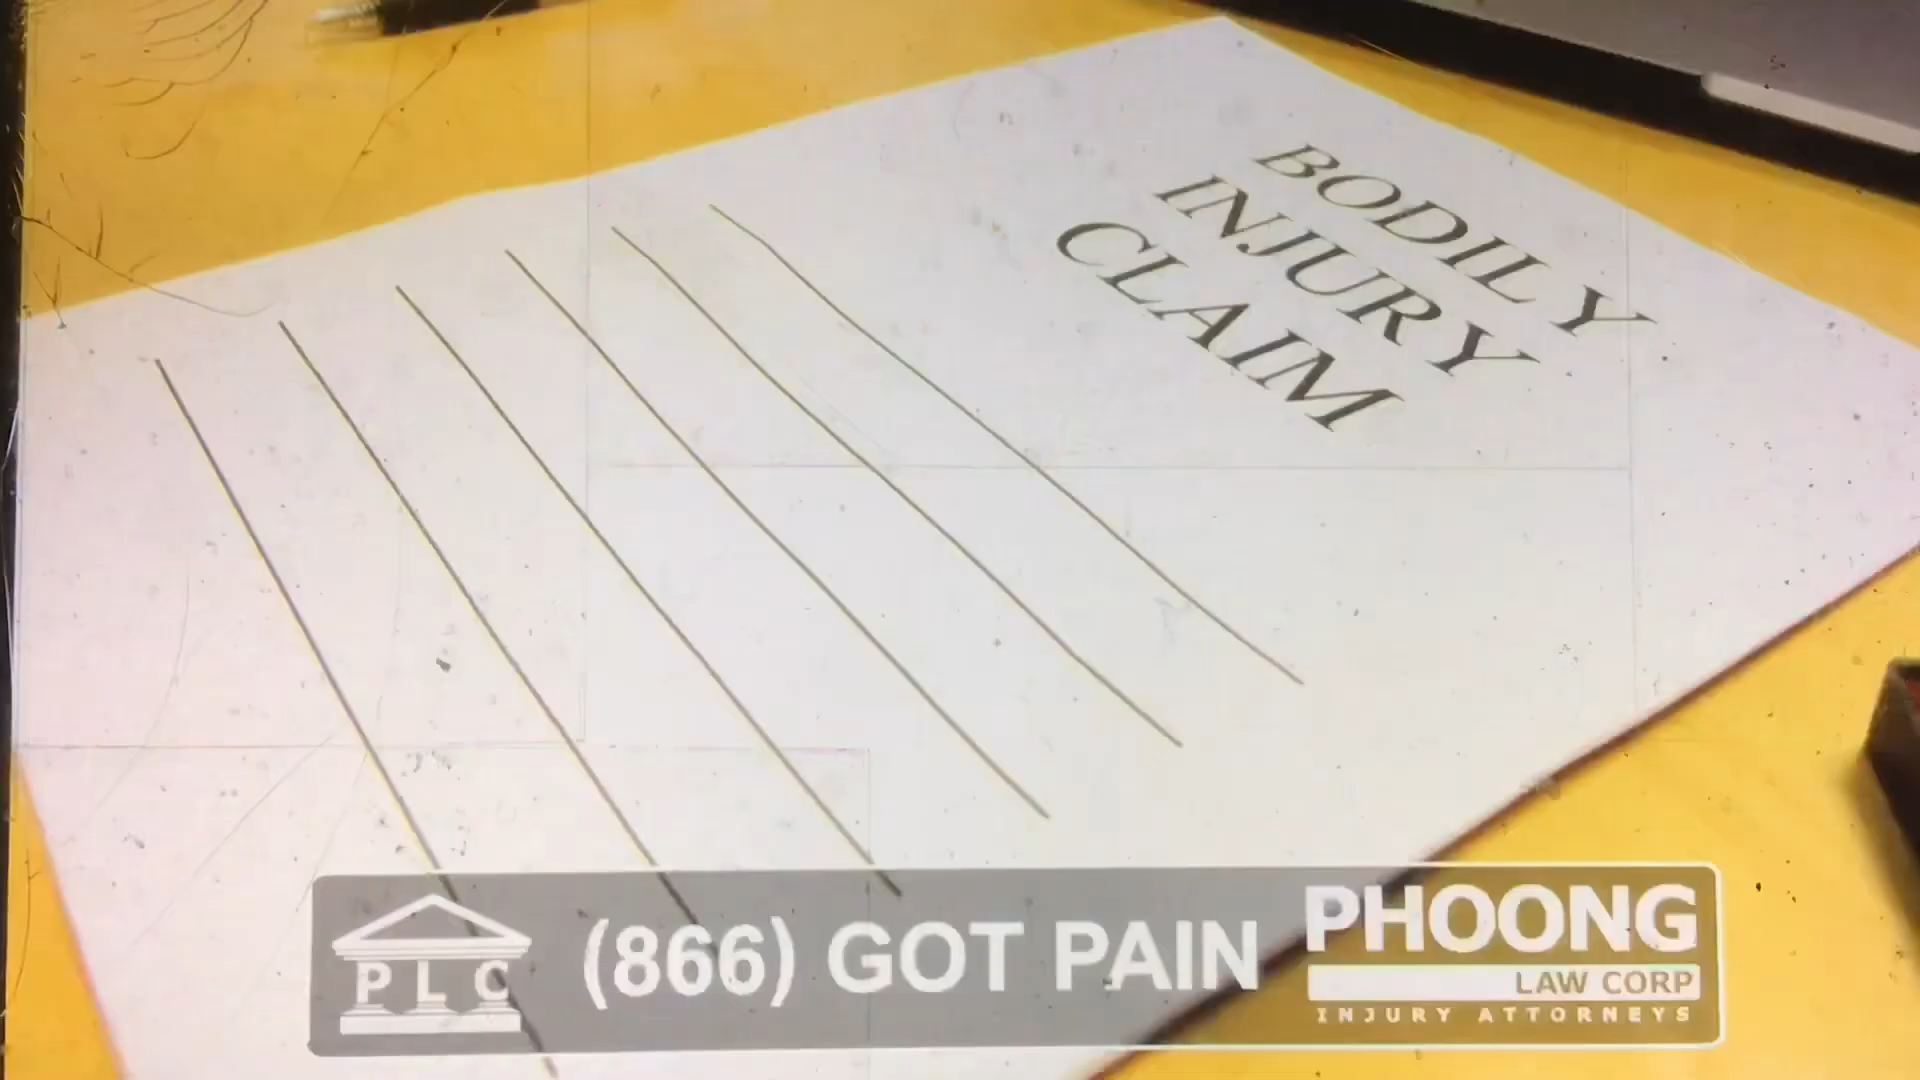 BODILY
INJURY
CLAIM
PLC
(866) GOT PAIN
PHOONG
LAW CORP
INJURY ATTORNEYS